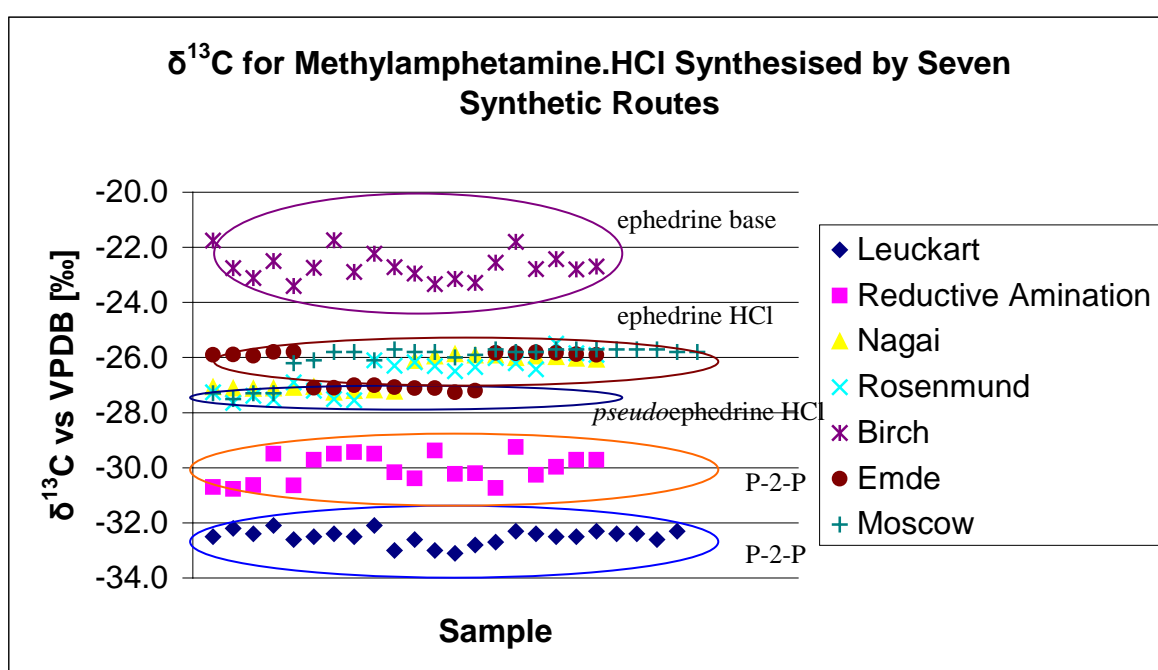 δ¹³C for Methylamphetamine.HCl Synthesised by Seven
Synthetic Routes
δ¹³C vs VPDB [‰]
-20.0
-22.0
-24.0
-26.0
-28.0
-30.0
-32.0
-34.0
ephedrine base
ephedrine HCl
pseudoephedrine HCl
P-2-P
P-2-P
Sample
Leuckart
Reductive Amination
Nagai
Rosenmund
Birch
Emde
Moscow